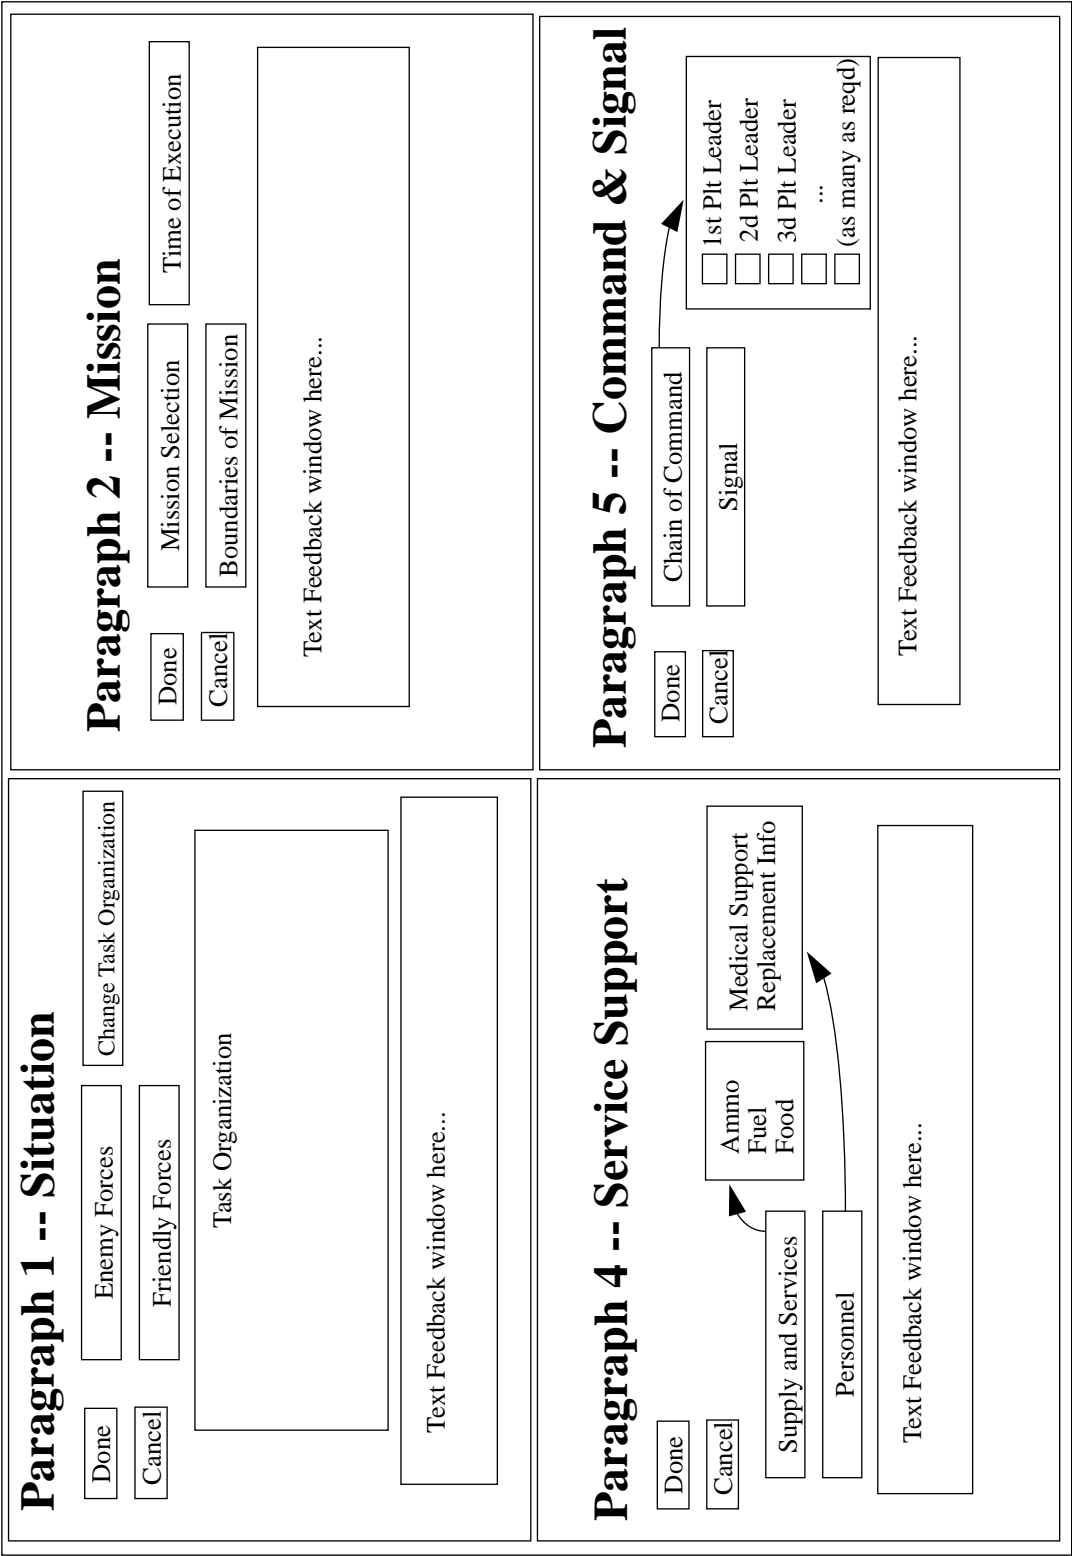 Paragraph 1 -- Situation
Done
Enemy Forces
Change Task Organization
Cancel
Friendly Forces
Task Organization
Text Feedback window here...
Paragraph 2 -- Mission
Done
Mission Selection
Time of Execution
Cancel
Boundaries of Mission
Text Feedback window here...
Paragraph 4 -- Service Support
Done
Cancel
Supply and Services
Personnel
Ammo
Fuel
Food
Medical Support
Replacement Info
Text Feedback window here...
Paragraph 5 -- Command & Signal
Done
Chain of Command
Cancel
Signal
1st Plt Leader
2d Plt Leader
3d Plt Leader
...
(as many as reqd)
Text Feedback window here...